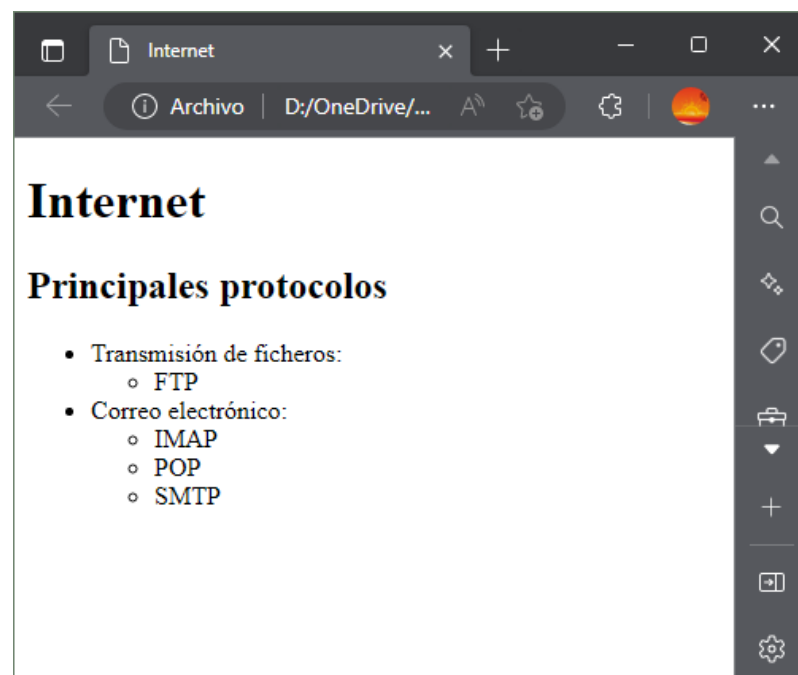 Internet
Archivo D:/OneDrive/...
Internet
Principales protocolos
Transmisión de ficheros:
FTP
Correo electrónico:
IMAP
POP
SMTP